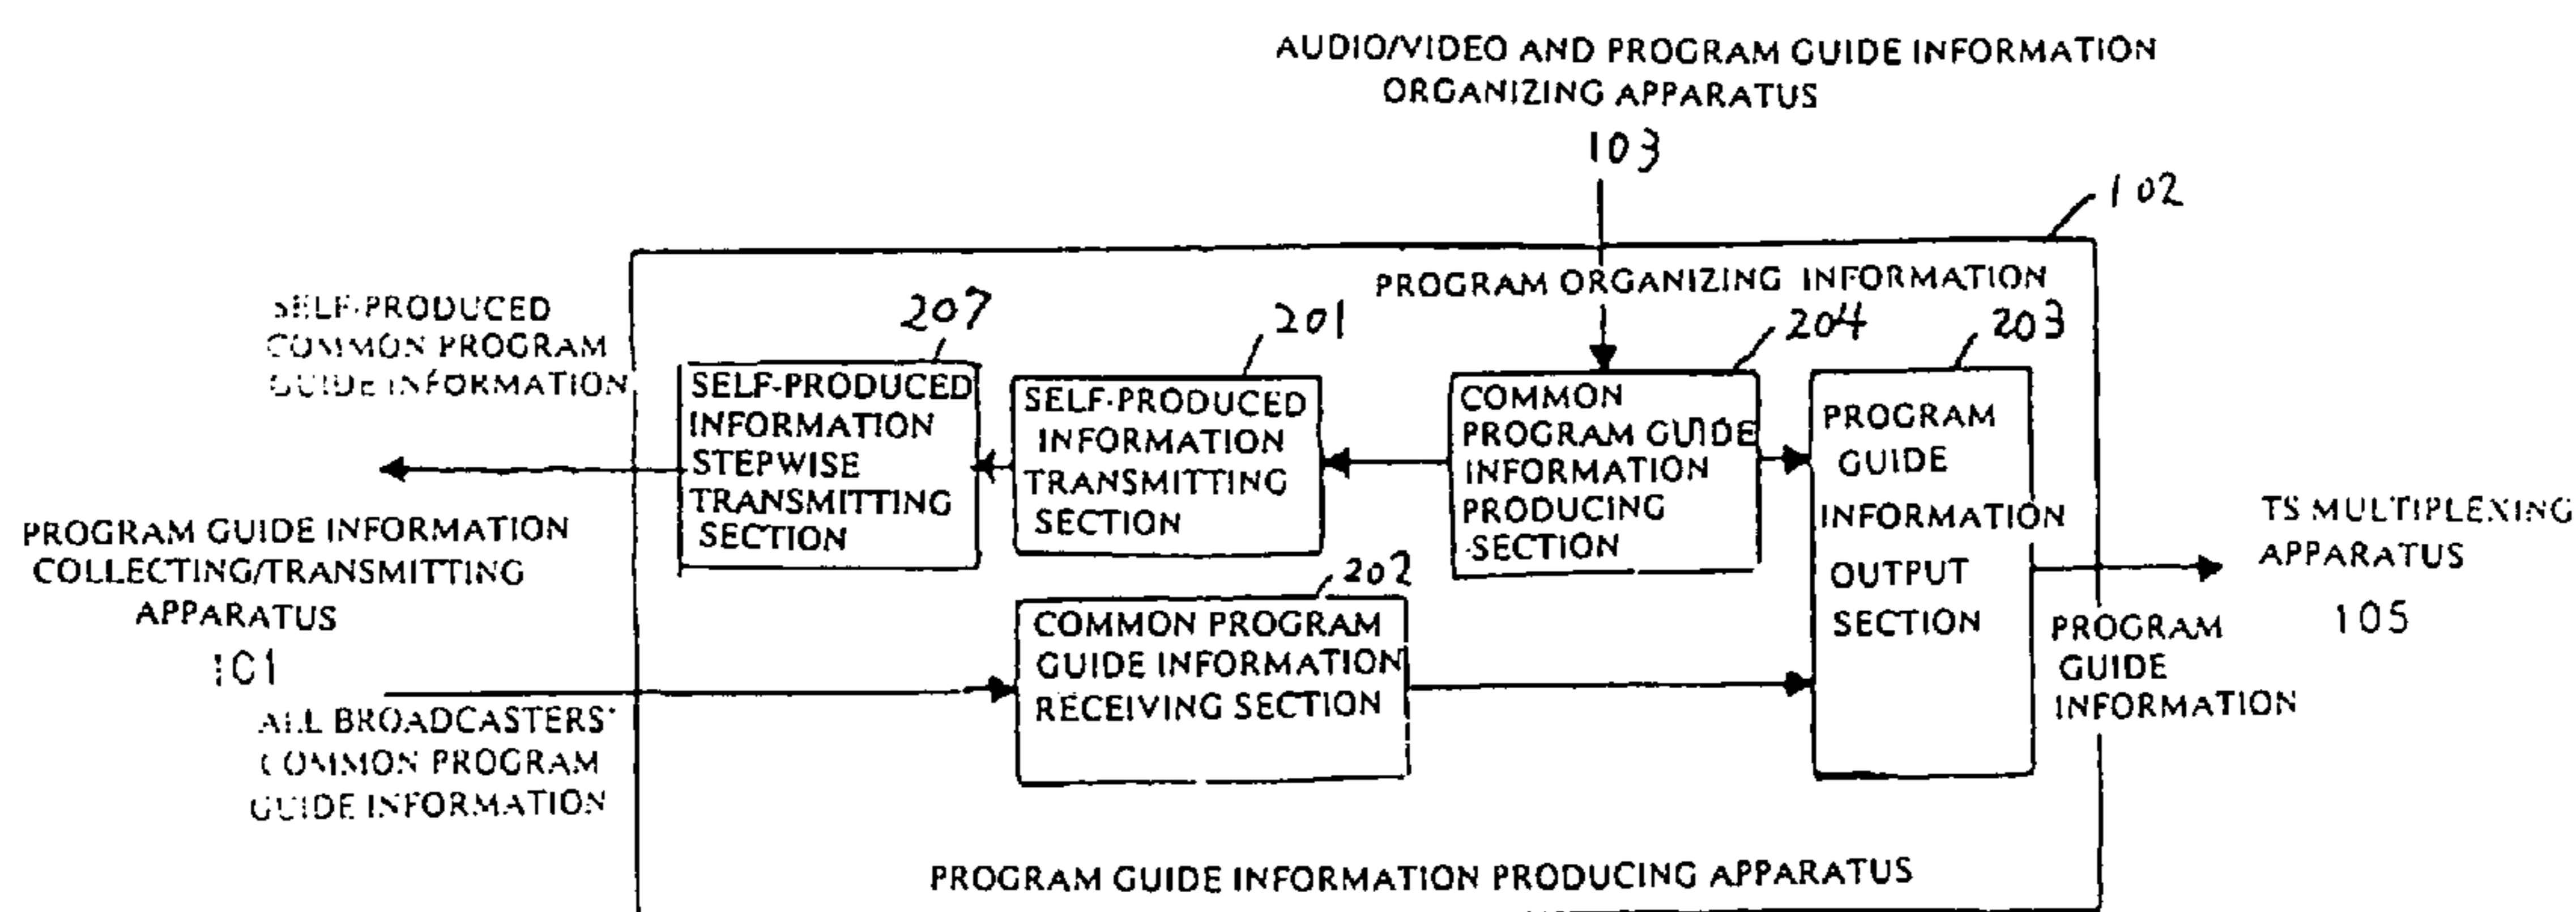 AUDIO/VIDEO AND PROGRAM GUIDE INFORMATION
ORGANIZING APPARATUS
103
102
PROGRAM ORGANIZING INFORMATION
SELF-PRODUCED
COMMON PROGRAM
GUIDE INFORMATION
207
201
204
203
SELF-PRODUCED
INFORMATION
STEPWISE
TRANSMITTING
SECTION
SELF-PRODUCED
INFORMATION
TRANSMITTING
SECTION
COMMON
PROGRAM GUIDE
INFORMATION
PRODUCING
SECTION
PROGRAM
GUIDE
INFORMATION
OUTPUT
SECTION
PROGRAM GUIDE INFORMATION
COLLECTING/TRANSMITTING
APPARATUS
101
TS MULTIPLEXING
APPARATUS
105
202
COMMON PROGRAM
GUIDE INFORMATION
RECEIVING SECTION
PROGRAM
GUIDE
INFORMATION
ALL BROADCASTERS'
COMMON PROGRAM
GUIDE INFORMATION
PROGRAM GUIDE INFORMATION PRODUCING APPARATUS